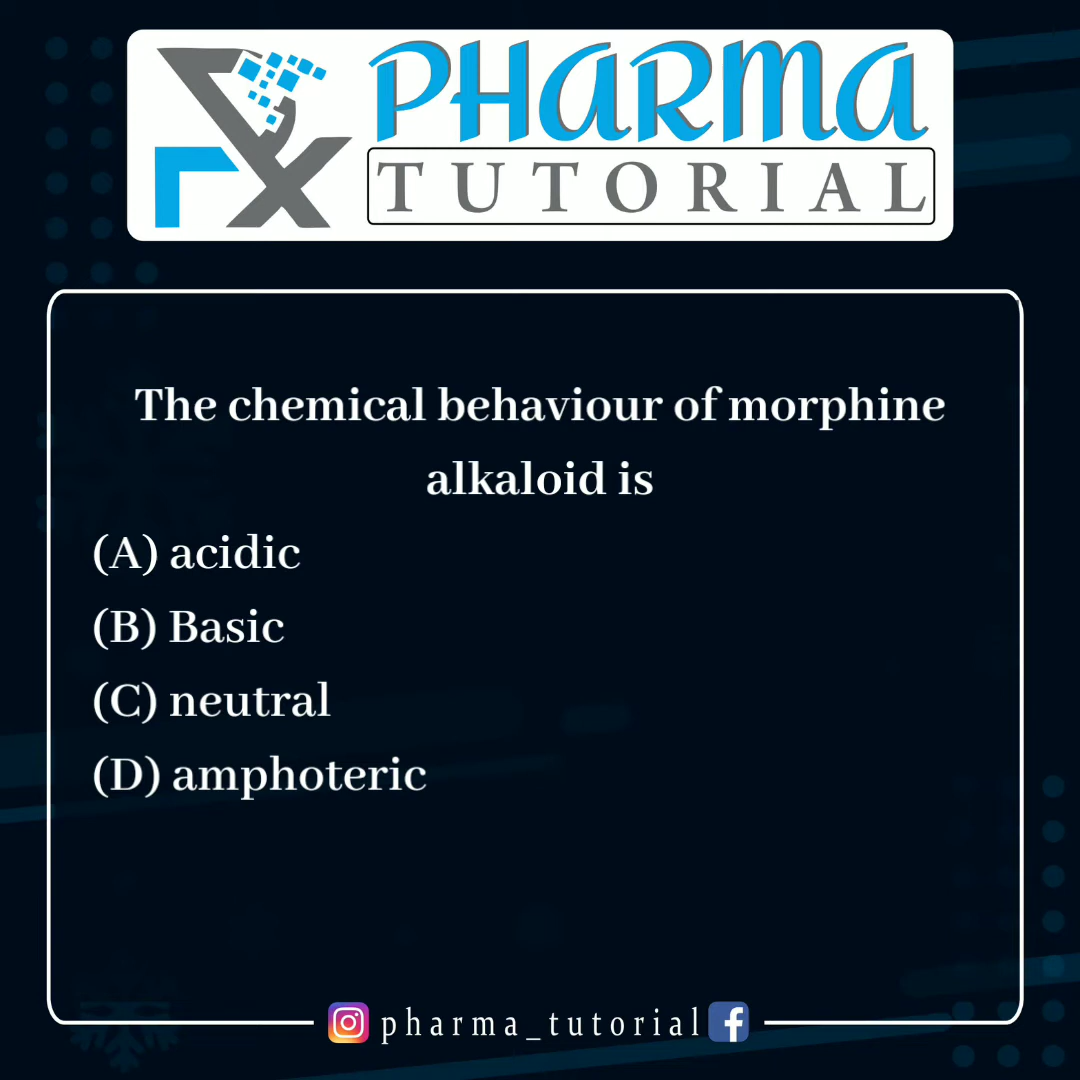 PHARMA
TUTORIAL
The chemical behaviour of morphine
alkaloid is
(A) acidic
(B) Basic
(C) neutral
(D) amphoteric
pharma_tutorial